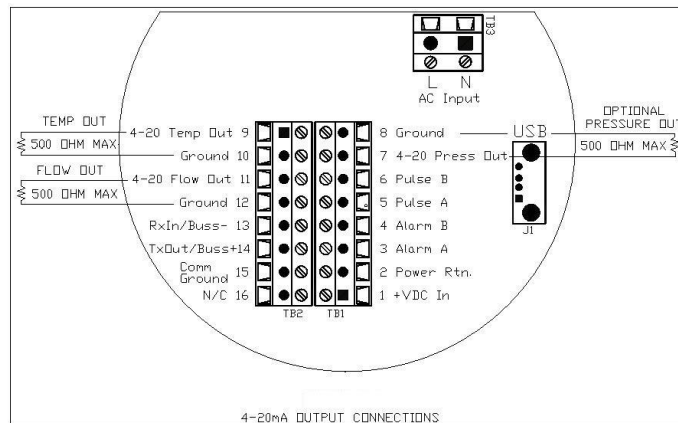 TB3
L N
AC Input
TEMP OUT
500 OHM MAX
FLOW OUT
500 OHM MAX
4-20 Temp Out 9
Ground 10
4-20 Flow Out 11
Ground 12
RxIn/Buss- 13
TxOut/Buss+14
Comm
Ground 15
N/C 16
TB2 TB1
8 Ground
7 4-20 Press Out
6 Pulse B
5 Pulse A
4 Alarm B
3 Alarm A
2 Power Rtn.
1 +VDC In
USB
J1
OPTIONAL
PRESSURE OUT
500 OHM MAX
4-20mA OUTPUT CONNECTIONS